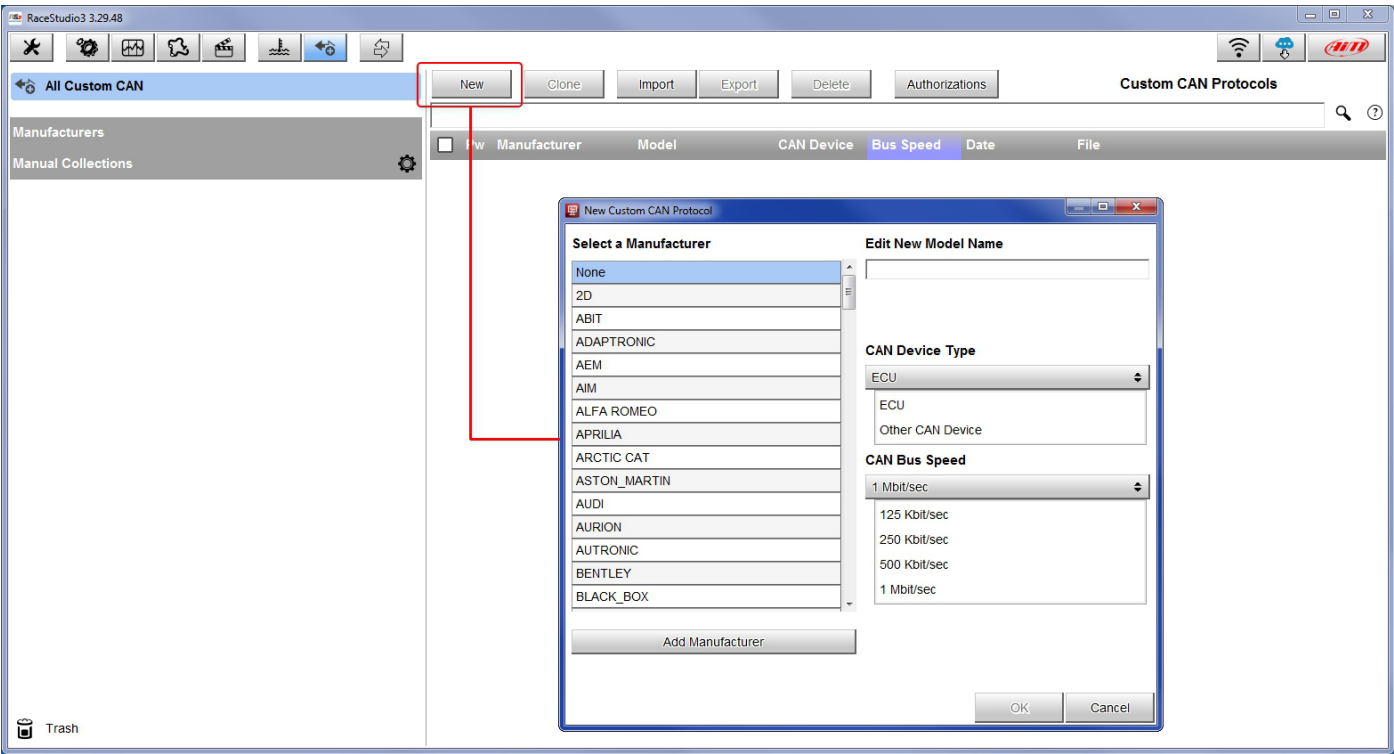 RaceStudio3 3.29.48
AiM
All Custom CAN
New Clone Import Export Delete Authorizations Custom CAN Protocols
Manufacturers
Manual Collections
Manufacturer Model CAN Device Bus Speed Date File
New Custom CAN Protocol
Select a Manufacturer
None
2D
ABIT
ADAPTRONIC
AEM
AIM
ALFA ROMEO
APRILIA
ARCTIC CAT
ASTON_MARTIN
AUDI
AURION
AUTRONIC
BENTLEY
BLACK_BOX
Add Manufacturer
Edit New Model Name
CAN Device Type
ECU
ECU
Other CAN Device
CAN Bus Speed
1 Mbit/sec
125 Kbit/sec
250 Kbit/sec
500 Kbit/sec
1 Mbit/sec
OK Cancel
Trash